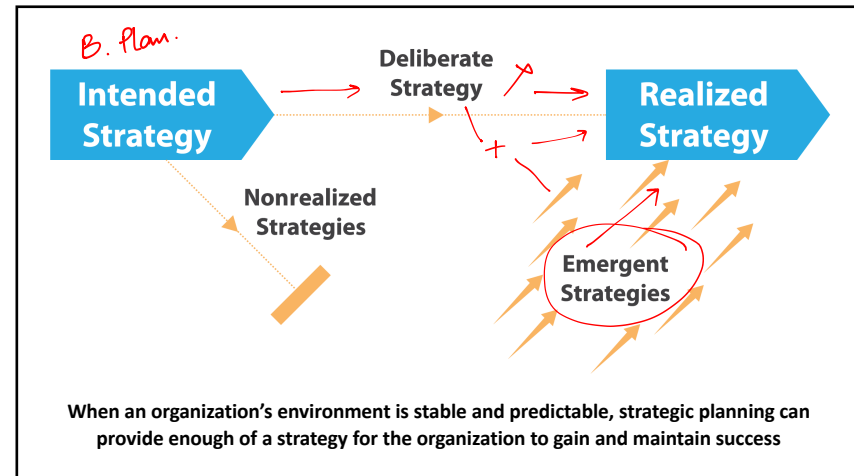 B. Plan.
Intended
Strategy
Deliberate
Strategy
Realized
Strategy
+
Nonrealized
Strategies
Emergent
Strategies
When an organization's environment is stable and predictable, strategic planning can
provide enough of a strategy for the organization to gain and maintain success